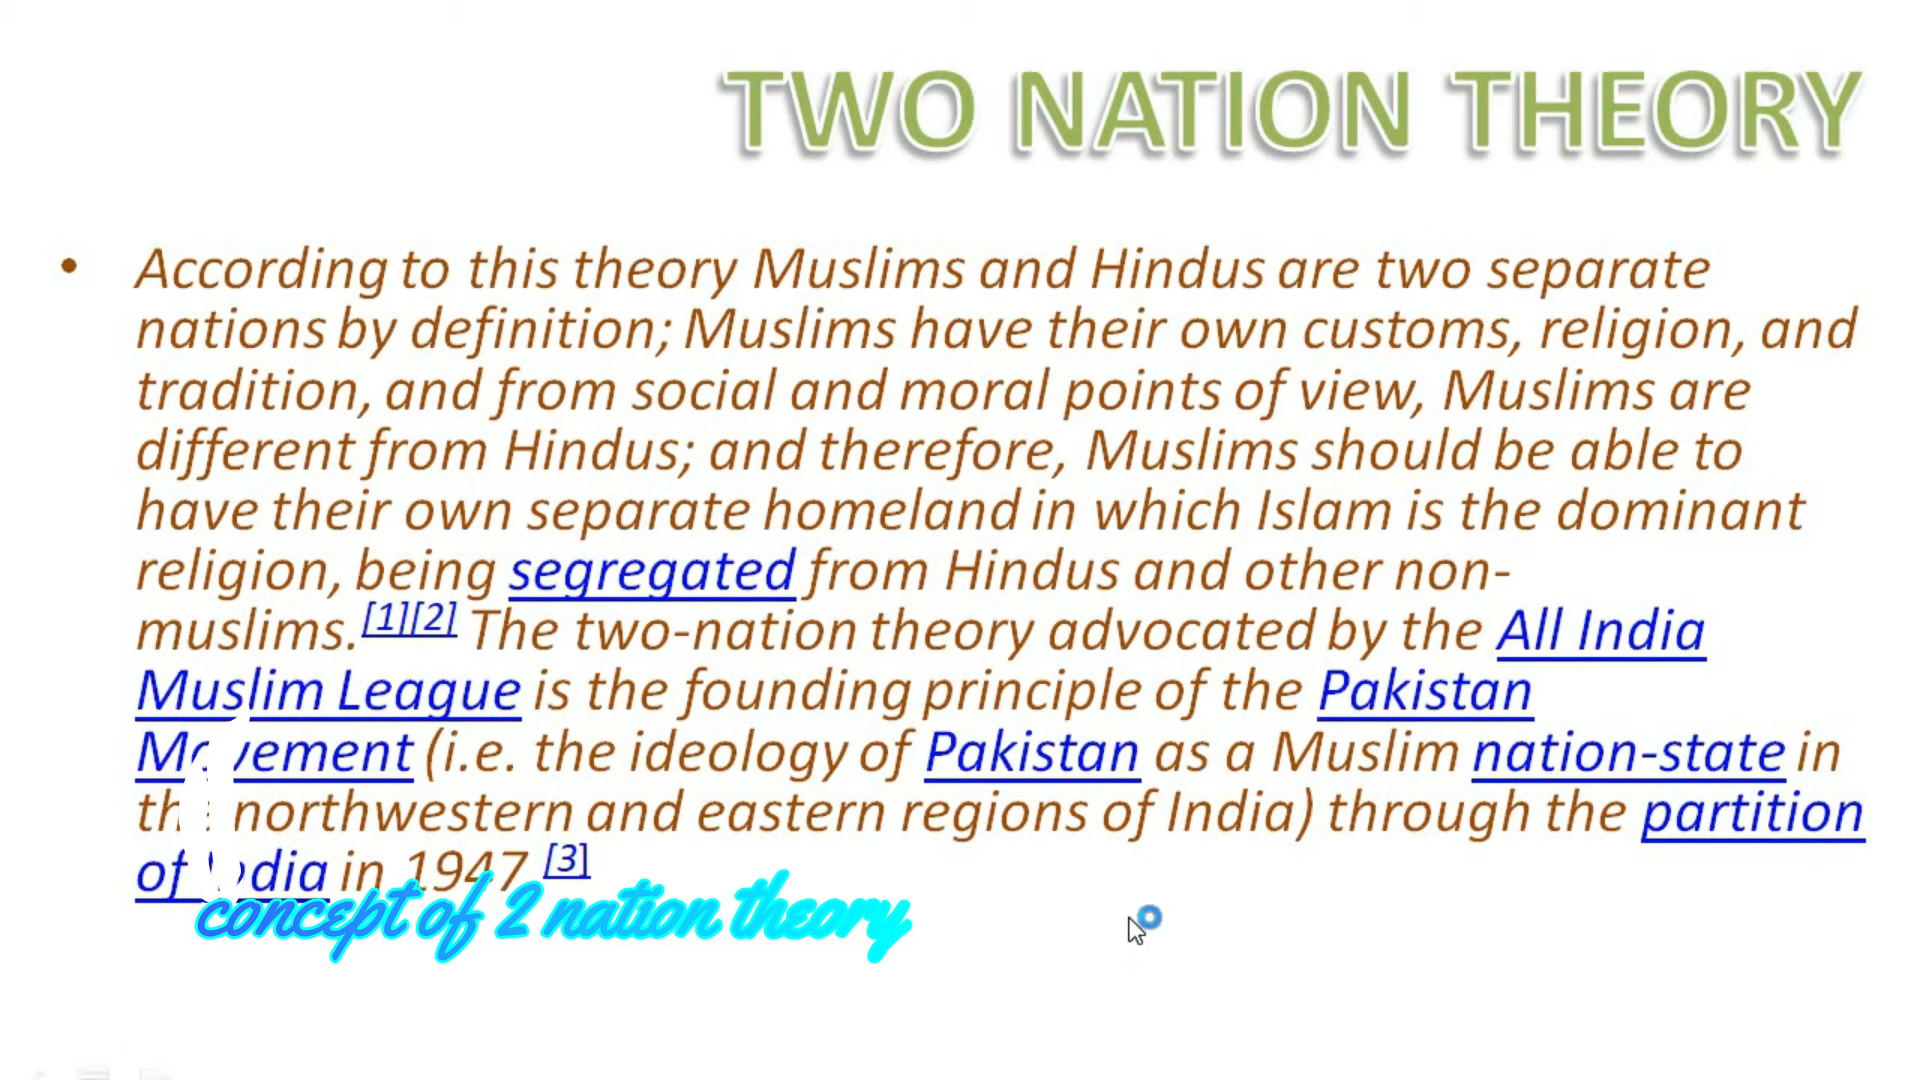 TWO NATION THEORY
• According to this theory Muslims and Hindus are two separate
nations by definition; Muslims have their own customs, religion, and
tradition, and from social and moral points of view, Muslims are
different from Hindus; and therefore, Muslims should be able to
have their own separate homeland in which Islam is the dominant
religion, being segregated from Hindus and other non-
muslims.[1][2] The two-nation theory advocated by the All India
Muslim League is the founding principle of the Pakistan
Movement (i.e. the ideology of Pakistan as a Muslim nation-state in
the northwestern and eastern regions of India) through the partition
of India in 1947 [3]
concept of 2 nation theory